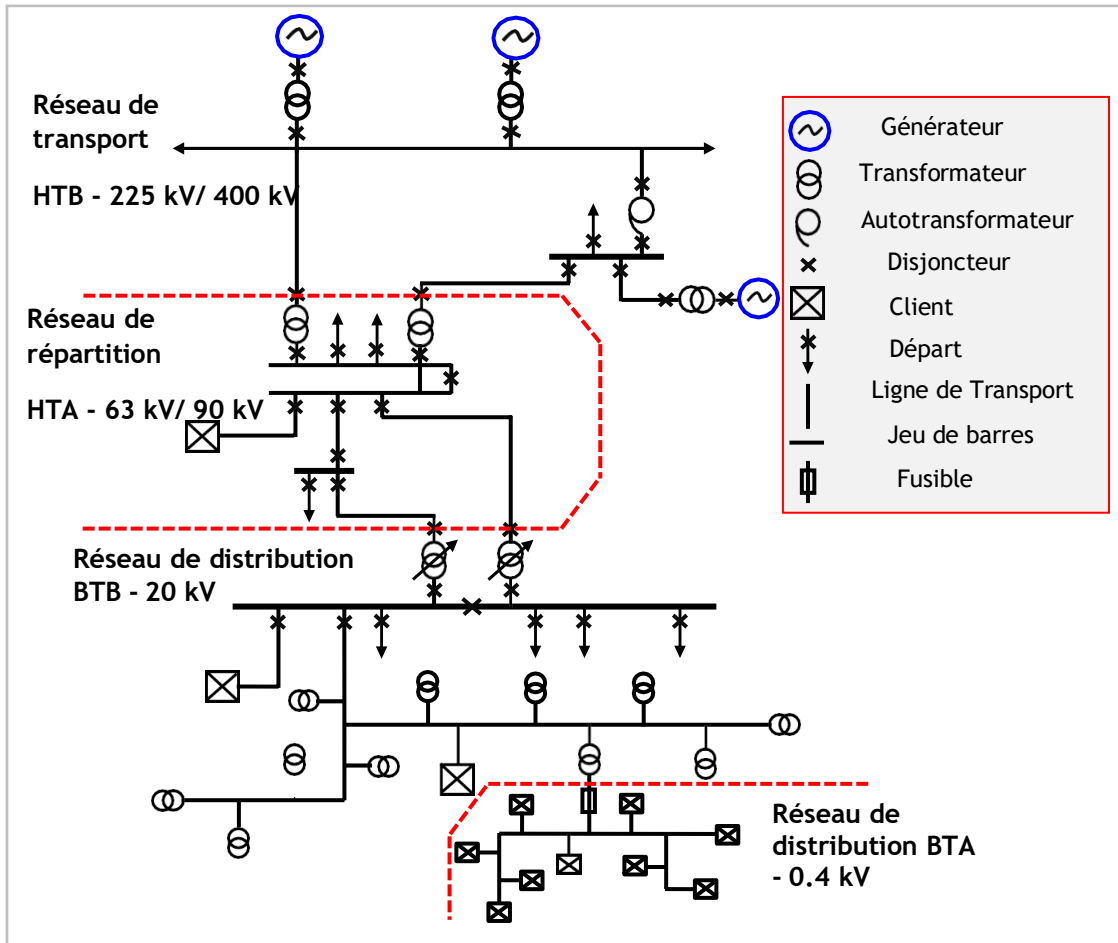 Réseau de
transport
HTB - 225 kV/ 400 kV
Réseau de
répartition
HTA - 63 kV/ 90 kV
Réseau de distribution
BTB - 20 kV
Réseau de
distribution BTA
- 0.4 kV
Générateur
Transformateur
Autotransformateur
Disjoncteur
Client
Départ
Ligne de Transport
Jeu de barres
Fusible